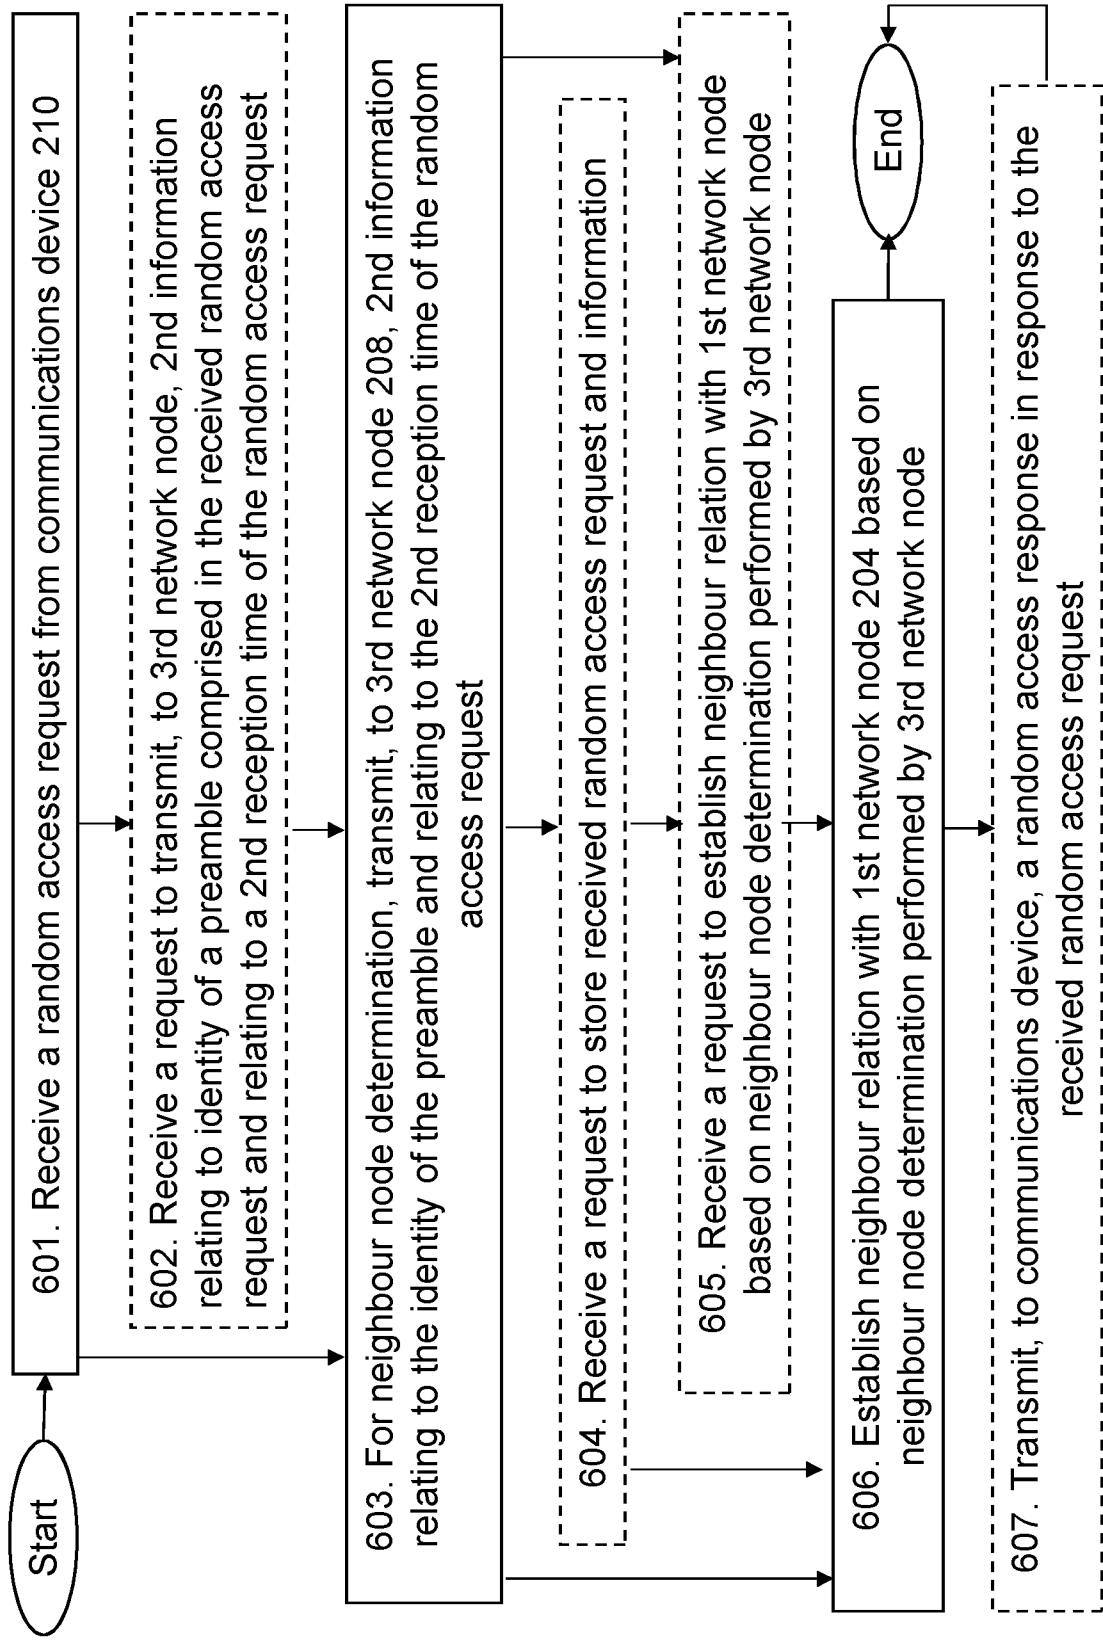 Start
601. Receive a random access request from communications device 210
602. Receive a request to transmit, to 3rd network node, 2nd information
relating to identity of a preamble comprised in the received random access
request and relating to a 2nd reception time of the random access request
603. For neighbour node determination, transmit, to 3rd network node 208, 2nd information
relating to the identity of the preamble and relating to the 2nd reception time of the random
access request
604. Receive a request to store received random access request and information
605. Receive a request to establish neighbour relation with 1st network node
based on neighbour node determination performed by 3rd network node
606. Establish neighbour relation with 1st network node 204 based on
neighbour node determination performed by 3rd network node
End
607. Transmit, to communications device, a random access response in response to the
received random access request